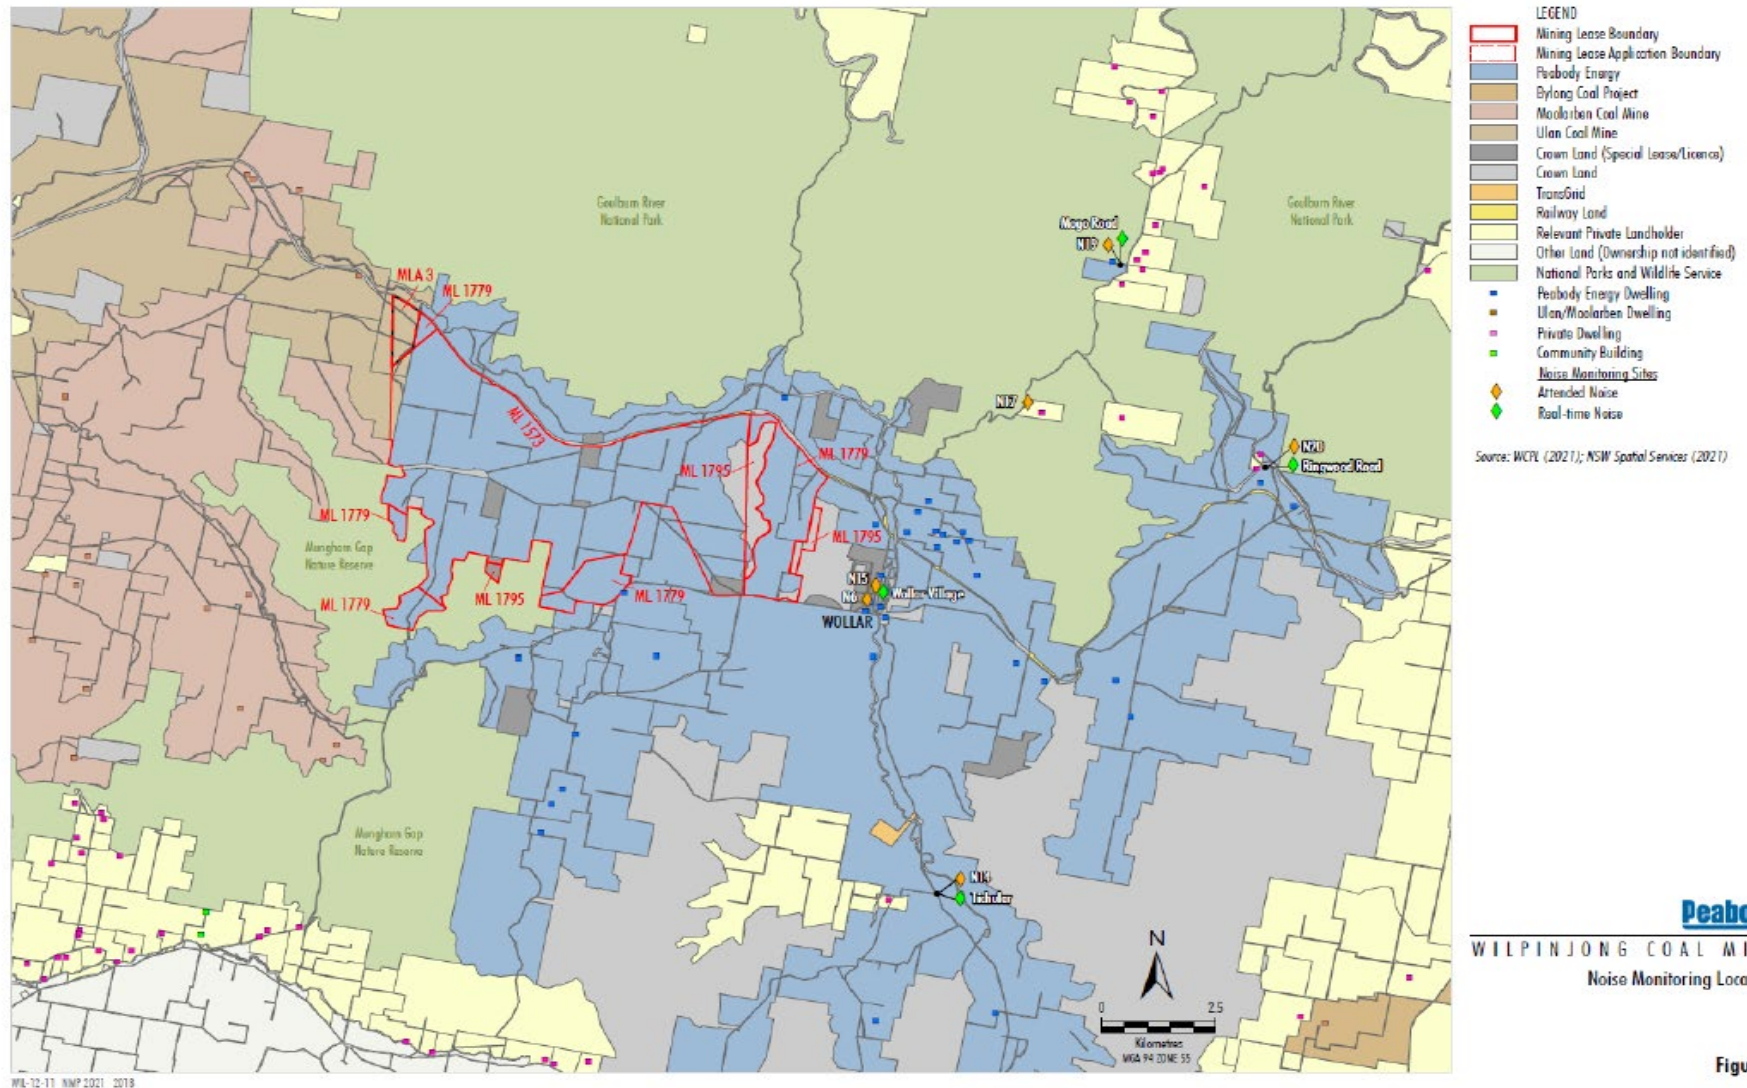 LEGEND
Mining Lease Boundary
Mining Lease Application Boundary
Peabody Energy
Bylong Coal Project
Moolarben Coal Mine
Ulan Coal Mine
Crown Land (Special Lease/Licence)
Crown Land
TransGrid
Railway Land
Relevant Private Landholder
Other Land (Ownership not identified)
National Parks and Wildlife Service
Peabody Energy Dwelling
Ulan/Moolarben Dwelling
Private Dwelling
Community Building
Noise Monitoring Sites
Attended Noise
Real-time Noise
Source: WCPL (2021); NSW Spatial Services (2021)
Goulburn River
National Park
Goulburn River
National Park
Mogo Road
N19
MLA 3
ML 1779
N17
ML 1573
N20
Ringwood Road
ML 1779
ML 1795
ML 1779
ML 1795
Munghorn Gap
Nature Reserve
N15
N6
Wollar Village
ML 1795
ML 1779
ML 1779
WOLLAR
Munghorn Gap
Nature Reserve
N14
N
0 2.5
Kilometres
MGA 94 ZONE 55
Peabo
WILPINJONG COAL MI
Noise Monitoring Loca
Figu
WIL-12-11 NMP 2021 201B